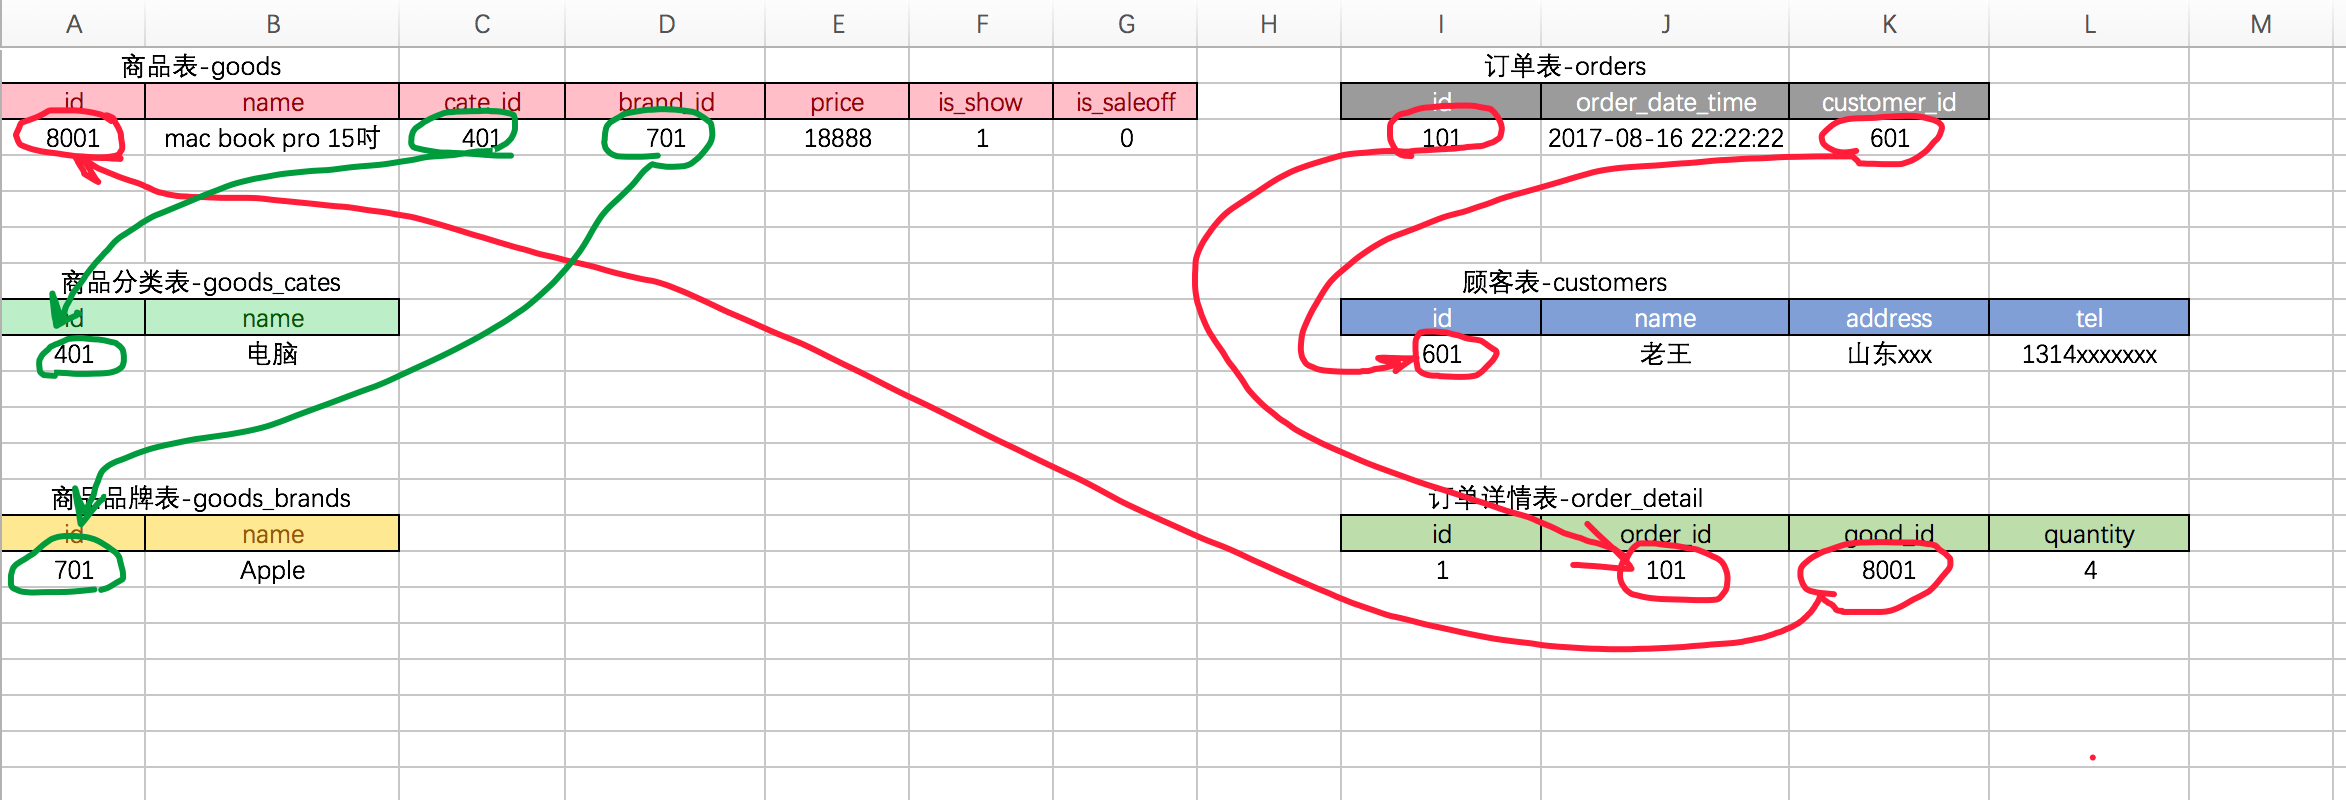 A B C D E F G H I J K L M
商品表-goods
id name cate_id brand_id price is_show is_saleoff
8001 mac book pro 15吋 401 701 18888 1 0
商品分类表-goods_cates
id name
401 电脑
商品品牌表-goods_brands
id name
701 Apple
订单表-orders
id order_date_time customer_id
101 2017-08-16 22:22:22 601
顾客表-customers
id name address tel
601 老王 山东xxx 1314xxxxxxx
订单详情表-order_detail
id order_id good_id quantity
1 101 8001 4